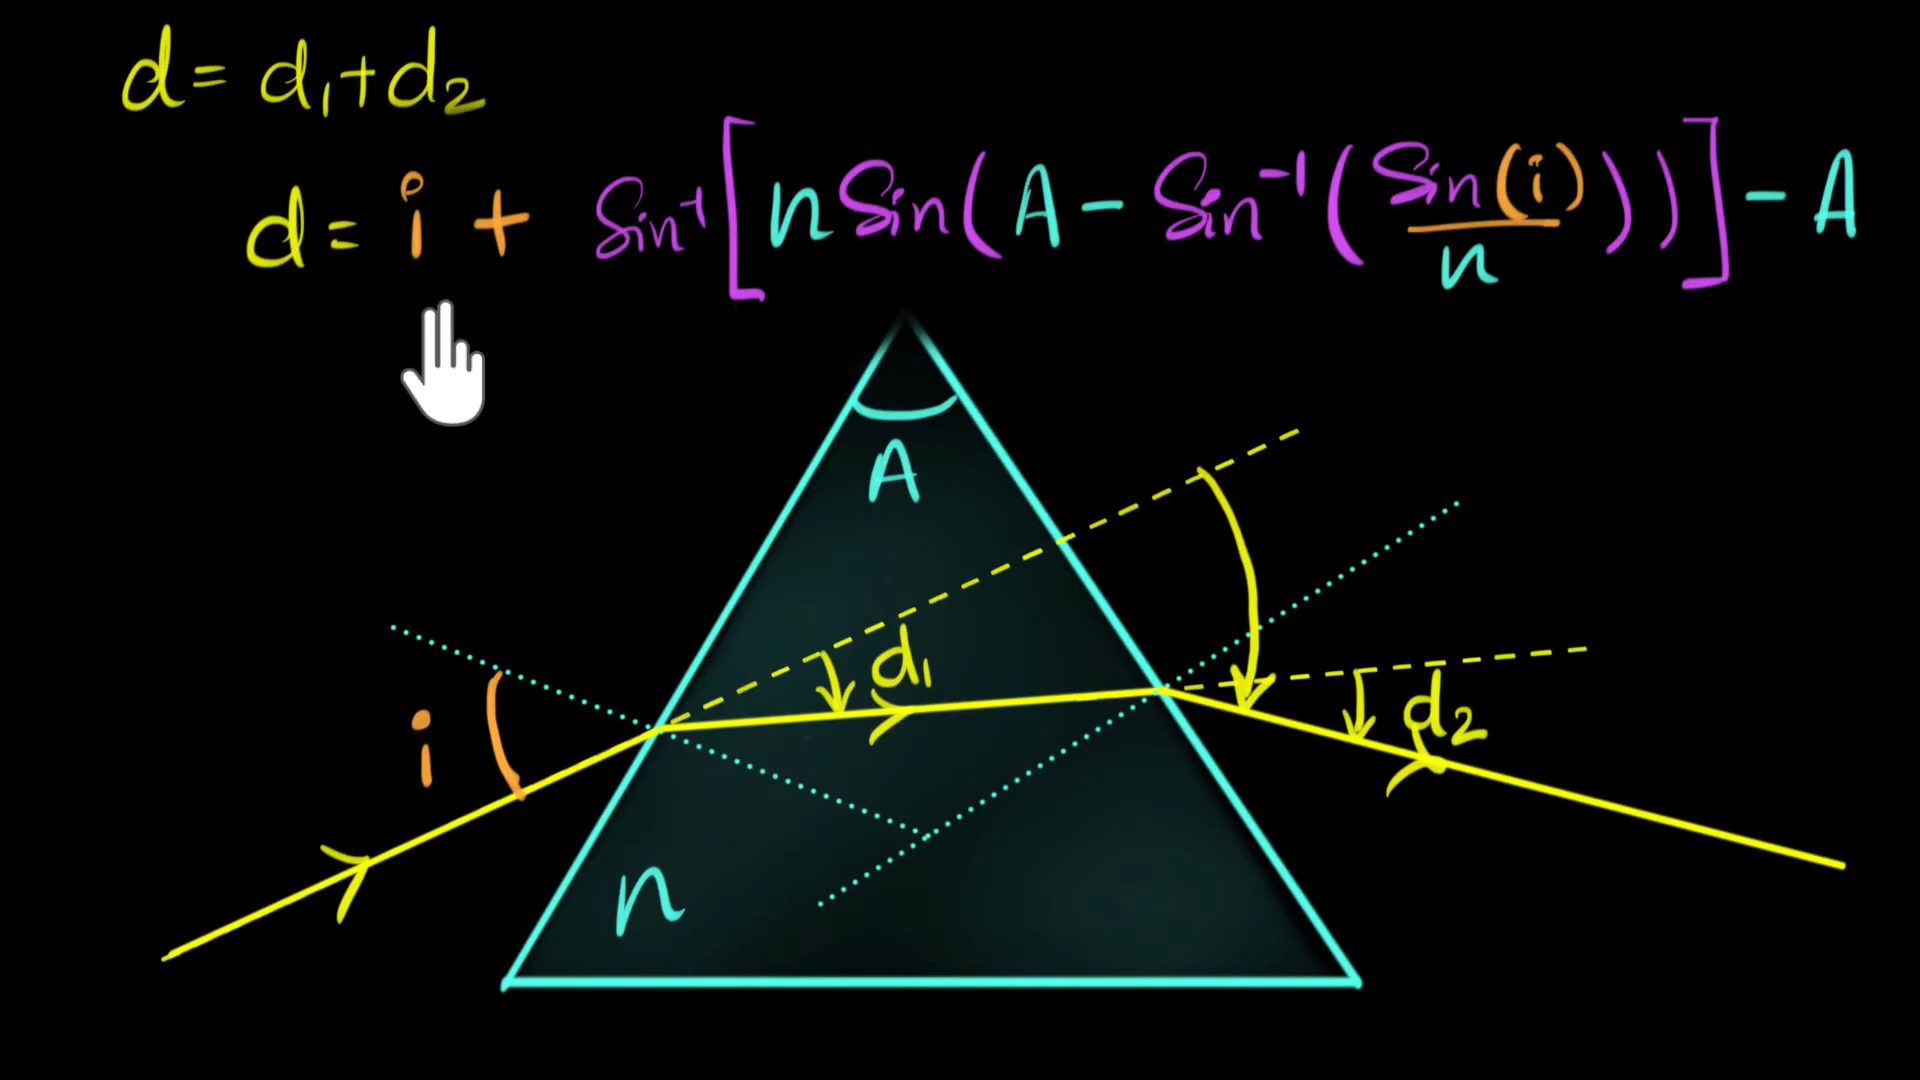 d = d₁+d₂
d = i + Sin⁻¹[n Sin(A - Sin⁻¹(Sin(i)/n))] - A
A
d₁
i
d₂
n